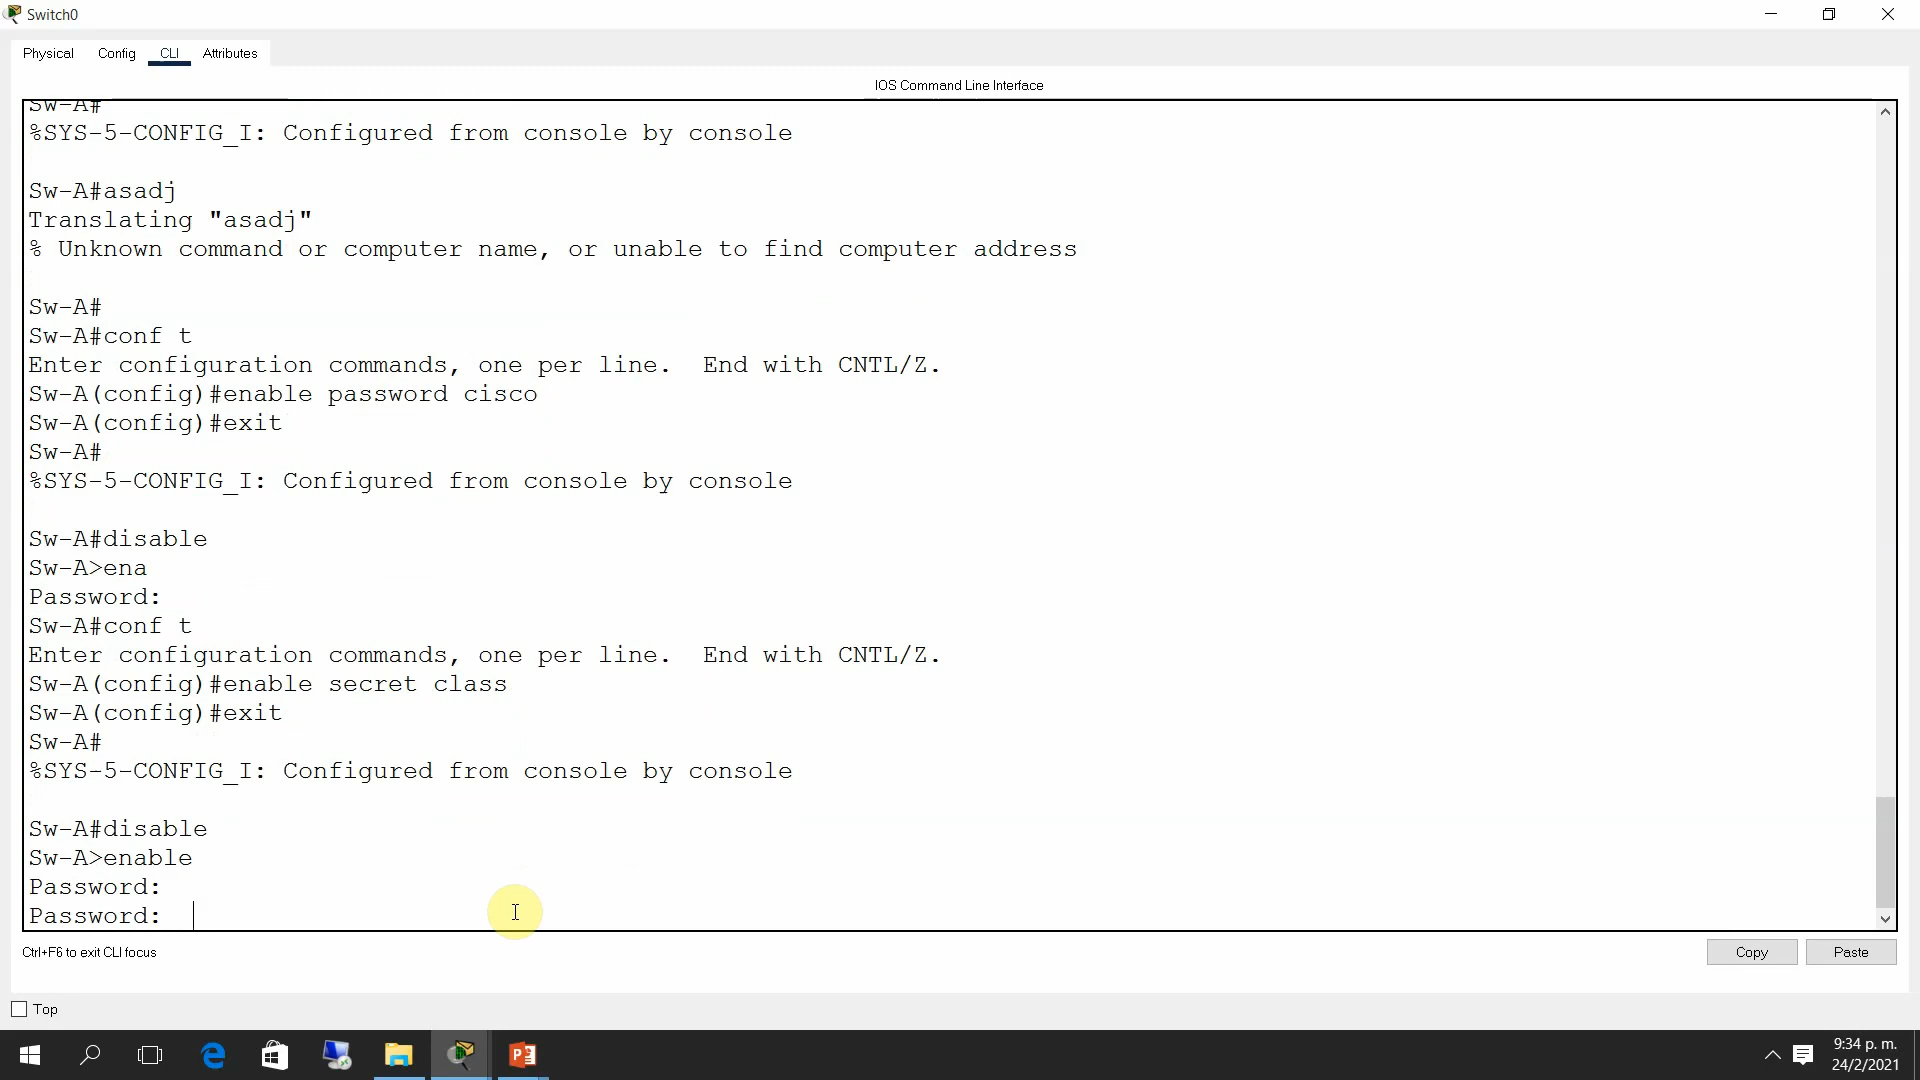 Switch0
Physical Config CLI Attributes
IOS Command Line Interface
Sw-A#
%SYS-5-CONFIG_I: Configured from console by console
Sw-A#asadj
Translating "asadj"
% Unknown command or computer name, or unable to find computer address
Sw-A#
Sw-A#conf t
Enter configuration commands, one per line.  End with CNTL/Z.
Sw-A(config)#enable password cisco
Sw-A(config)#exit
Sw-A#
%SYS-5-CONFIG_I: Configured from console by console
Sw-A#disable
Sw-A>ena
Password:
Sw-A#conf t
Enter configuration commands, one per line.  End with CNTL/Z.
Sw-A(config)#enable secret class
Sw-A(config)#exit
Sw-A#
%SYS-5-CONFIG_I: Configured from console by console
Sw-A#disable
Sw-A>enable
Password:
Password:
Ctrl+F6 to exit CLI focus
Copy Paste
Top
9:34 p. m.
24/2/2021